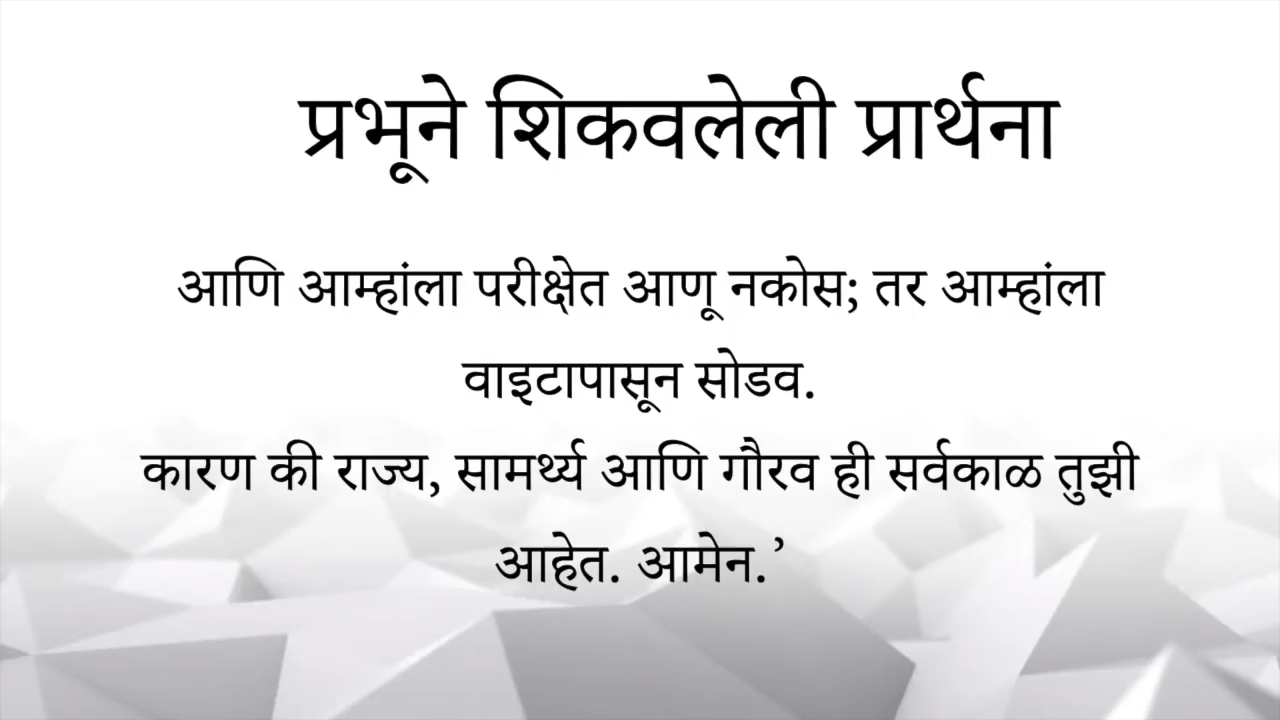 प्रभूने शिकवलेली प्रार्थना
आणि आम्हांला परीक्षेत आणू नकोस; तर आम्हांला
वाइटापासून सोडव.
कारण की राज्य, सामर्थ्य आणि गौरव ही सर्वकाळ तुझी
आहेत. आमेन.’